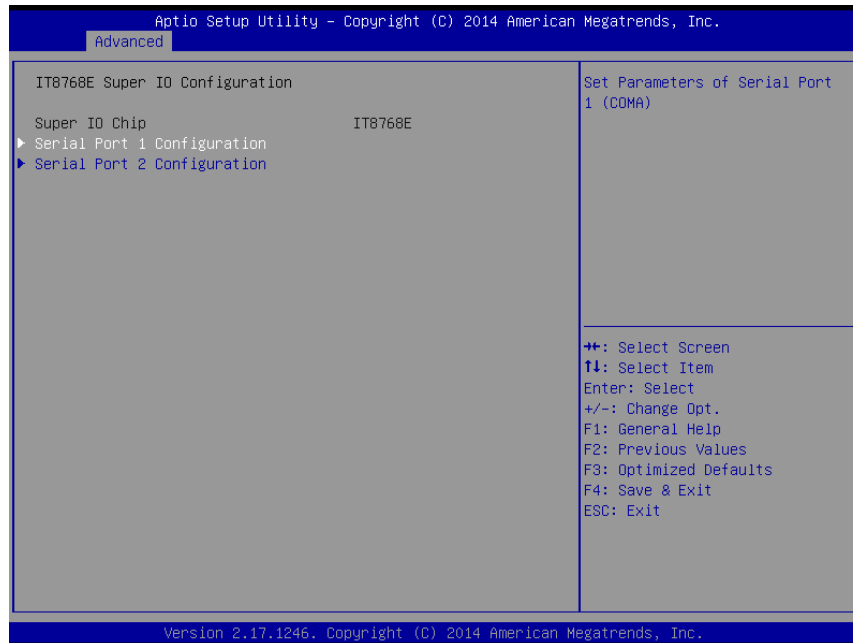 Aptio Setup Utility – Copyright (C) 2014 American Megatrends, Inc.
Advanced
IT8768E Super IO Configuration
Super IO Chip IT8768E
Serial Port 1 Configuration
Serial Port 2 Configuration
Set Parameters of Serial Port
1 (COMA)
→←: Select Screen
↑↓: Select Item
Enter: Select
+/-: Change Opt.
F1: General Help
F2: Previous Values
F3: Optimized Defaults
F4: Save & Exit
ESC: Exit
Version 2.17.1246. Copyright (C) 2014 American Megatrends, Inc.